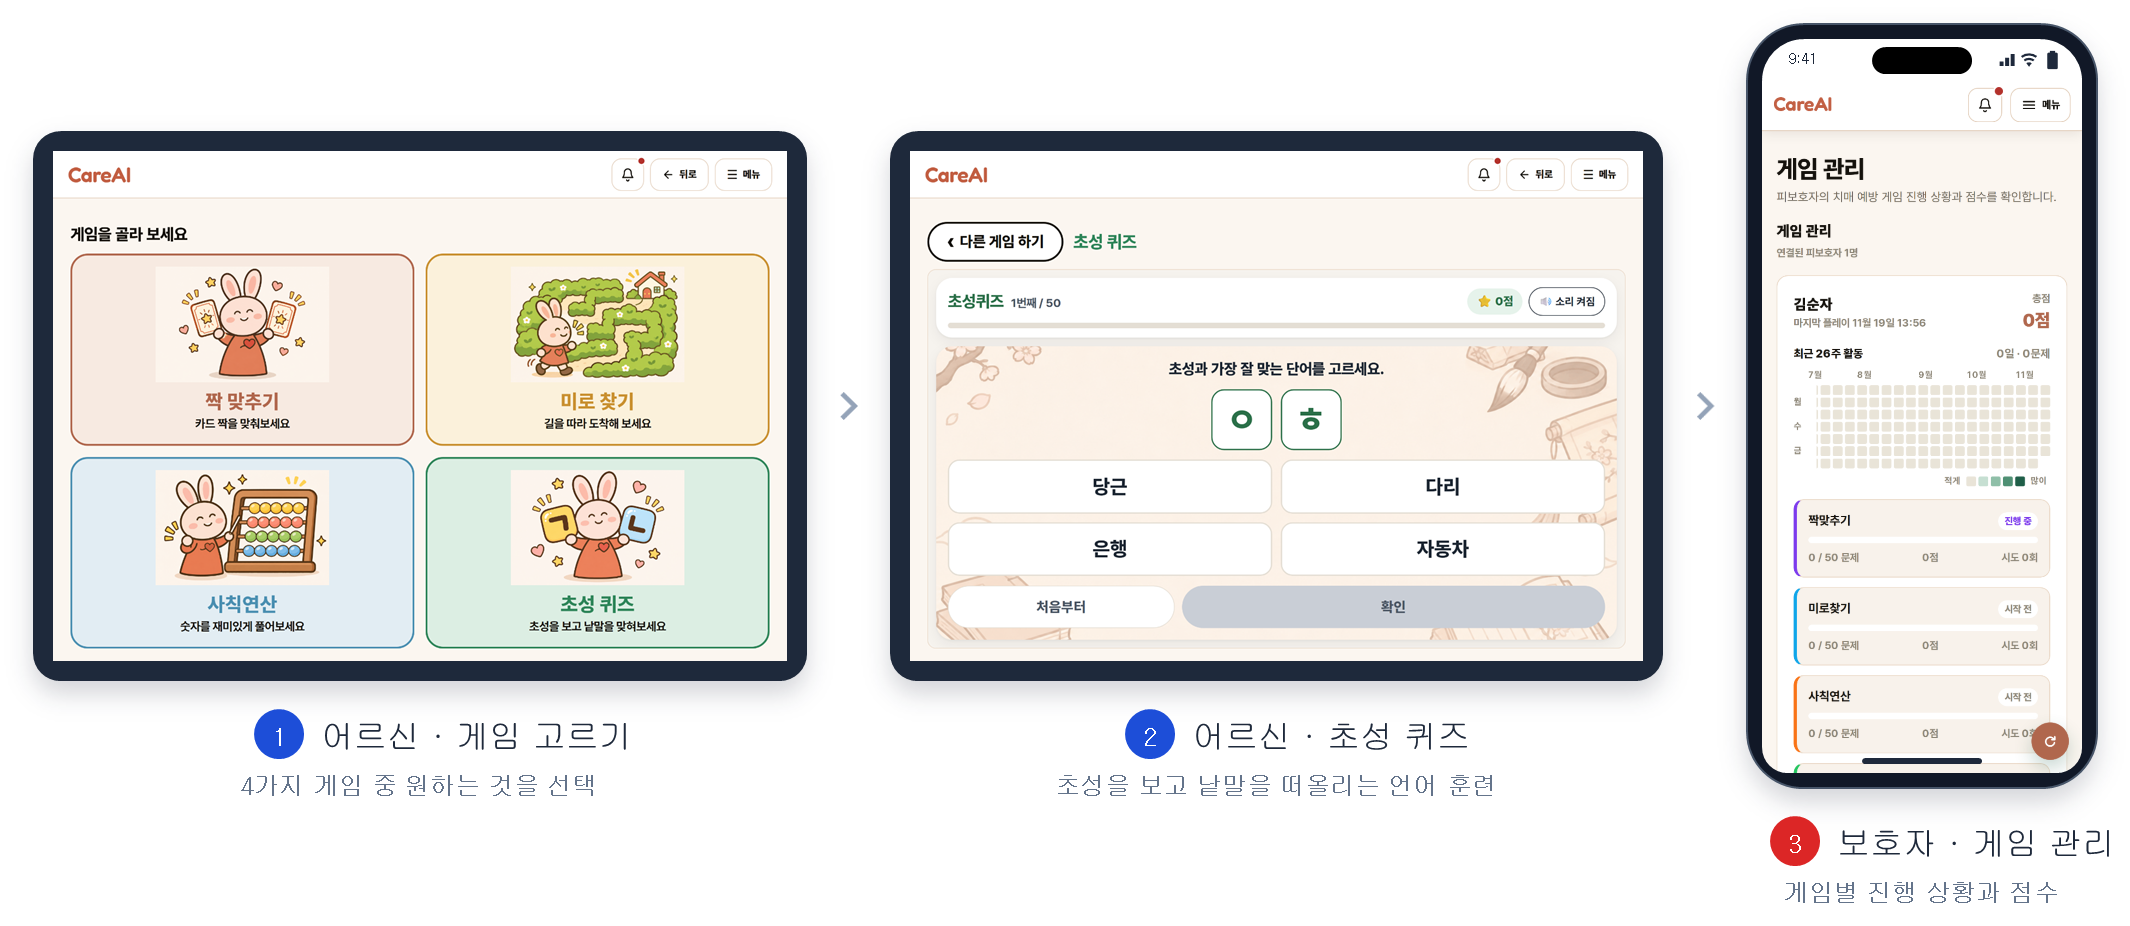 CareAI
뒤로
메뉴
게임을 골라 보세요
짝 맞추기
카드 짝을 맞춰보세요
미로 찾기
길을 따라 도착해 보세요
사칙연산
숫자를 재미있게 풀어보세요
ㄱ ㄴ
초성 퀴즈
초성을 보고 낱말을 맞혀보세요
1 어르신 · 게임 고르기
4가지 게임 중 원하는 것을 선택
CareAI
뒤로
메뉴
‹ 다른 게임 하기 초성 퀴즈
초성퀴즈 1번째 / 50
0점
소리 켜짐
초성과 가장 잘 맞는 단어를 고르세요.
ㅇ ㅎ
당근
다리
은행
자동차
처음부터
확인
2 어르신 · 초성 퀴즈
초성을 보고 낱말을 떠올리는 언어 훈련
9:41
CareAI
메뉴
게임 관리
피보호자의 치매 예방 게임 진행 상황과 점수를 확인합니다.
게임 관리
연결된 피보호자 1명
김순자
총점
마지막 플레이 11월 19일 13:56
0점
최근 26주 활동
0일 · 0문제
7월 8월 9월 10월 11월
월
수
금
적게 많이
짝맞추기 진행 중
0 / 50 문제 0점 시도 0회
미로찾기 시작 전
0 / 50 문제 0점 시도 0회
사칙연산 시작 전
0 / 50 문제 0점 시도 0
3 보호자 · 게임 관리
게임별 진행 상황과 점수